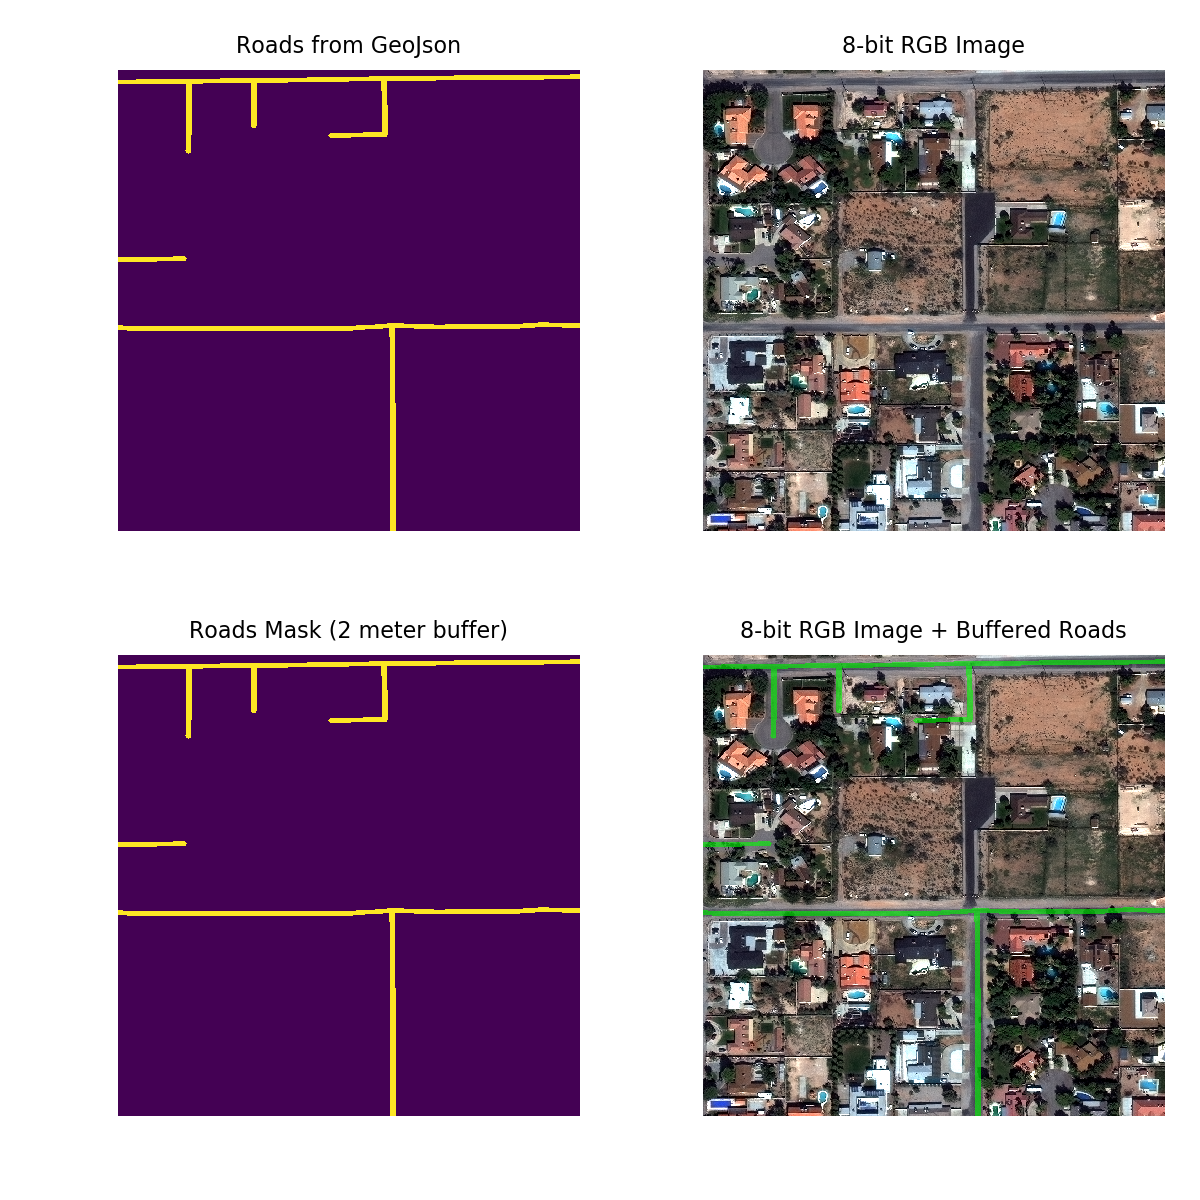 Roads from GeoJson
8-bit RGB Image
Roads Mask (2 meter buffer)
8-bit RGB Image + Buffered Roads